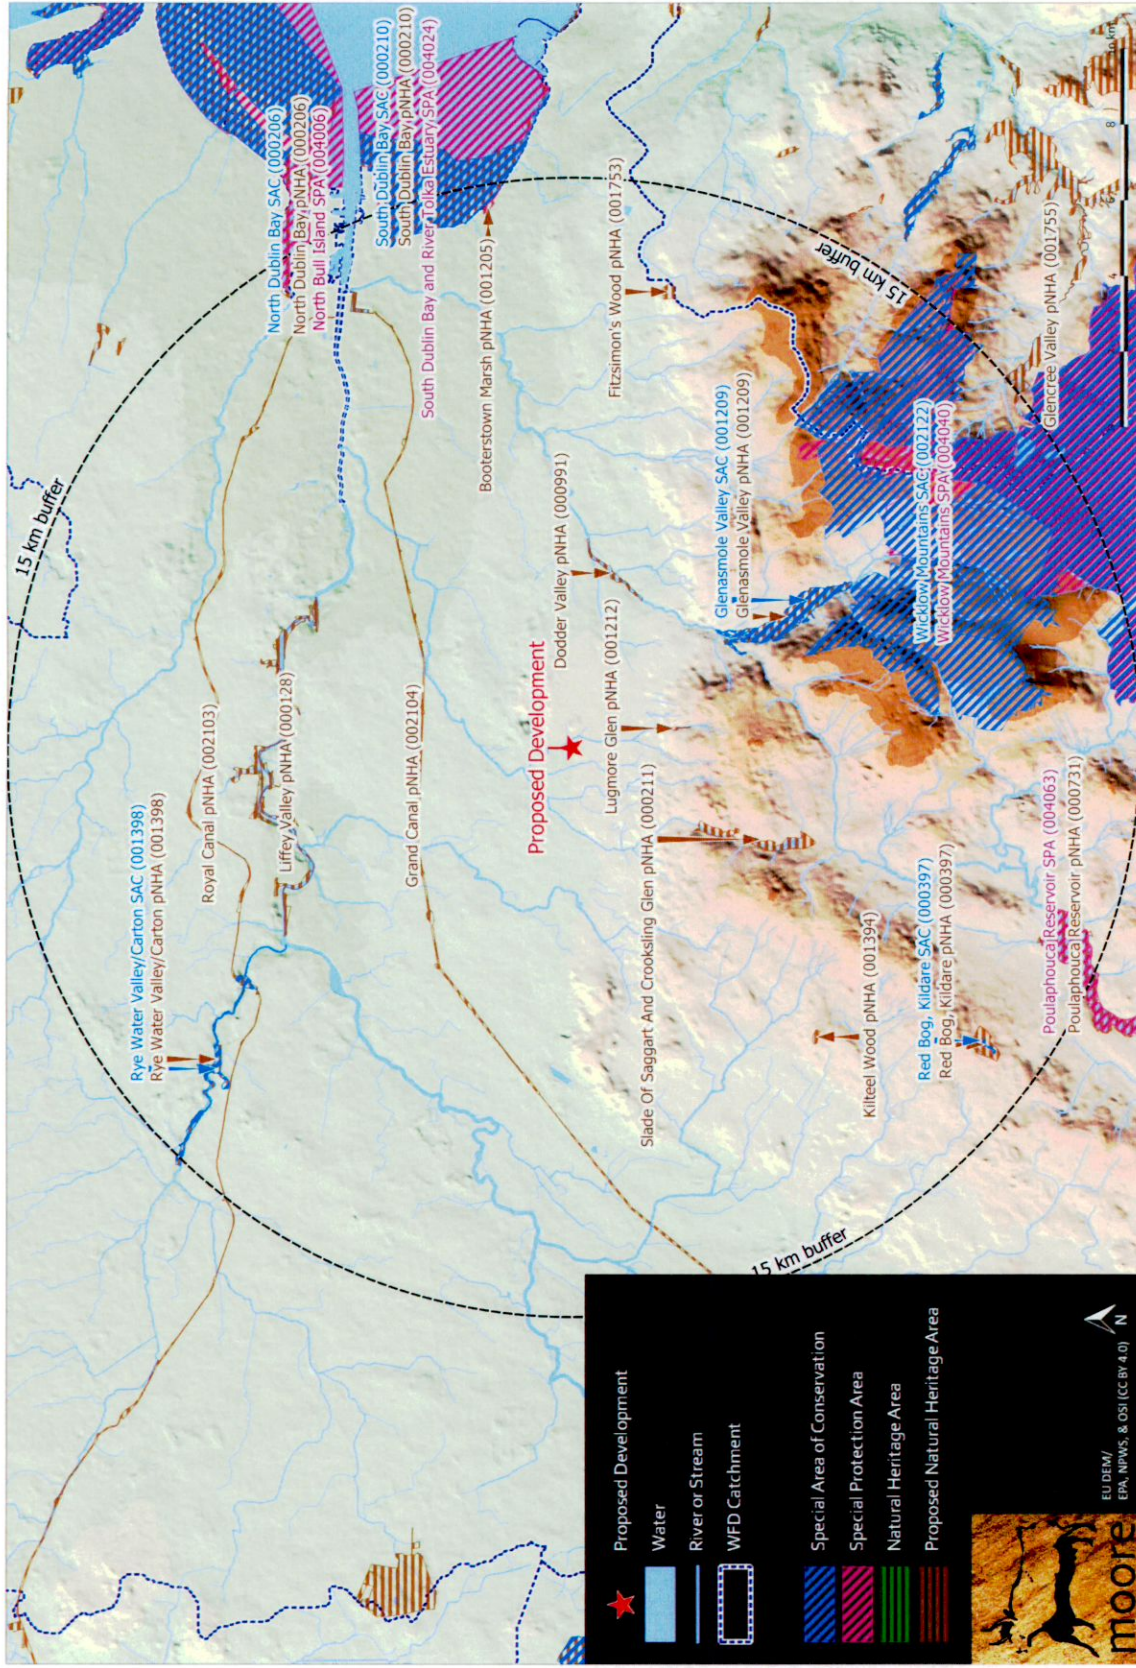 15 km buffer
Rye Water Valley/Carton SAC (001398)
Rye Water Valley/Carton pNHA (001398)
Royal Canal pNHA (002103)
Liffey Valley pNHA (000128)
Grand Canal pNHA (002104)
North Dublin Bay SAC (000206)
North Dublin Bay pNHA (000206)
North Bull Island SPA (004006)
South Dublin Bay SAC (000210)
South Dublin Bay pNHA (000210)
South Dublin Bay and River Tolka Estuary SPA (004024)
Booterstown Marsh pNHA (001205)
Proposed Development
Dodder Valley pNHA (000991)
Lugmore Glen pNHA (001212)
Slade Of Saggart And Crooksling Glen pNHA (000211)
Fitzsimon's Wood pNHA (001753)
Glenasmole Valley SAC (001209)
Glenasmole Valley pNHA (001209)
15 km buffer
15 km buffer
Kilteel Wood pNHA (001394)
Red Bog, Kildare SAC (000397)
Red Bog, Kildare pNHA (000397)
Wicklow Mountains SAC (002122)
Wicklow Mountains SPA (004040)
Poulaphouca Reservoir SPA (004063)
Poulaphouca Reservoir pNHA (000731)
Glencree Valley pNHA (001755)
4
8
10 km
Proposed Development
Water
River or Stream
WFD Catchment
Special Area of Conservation
Special Protection Area
Natural Heritage Area
Proposed Natural Heritage Area
moore
EU DEM/
EPA, NPWS, & OSI (CC BY 4.0)
N